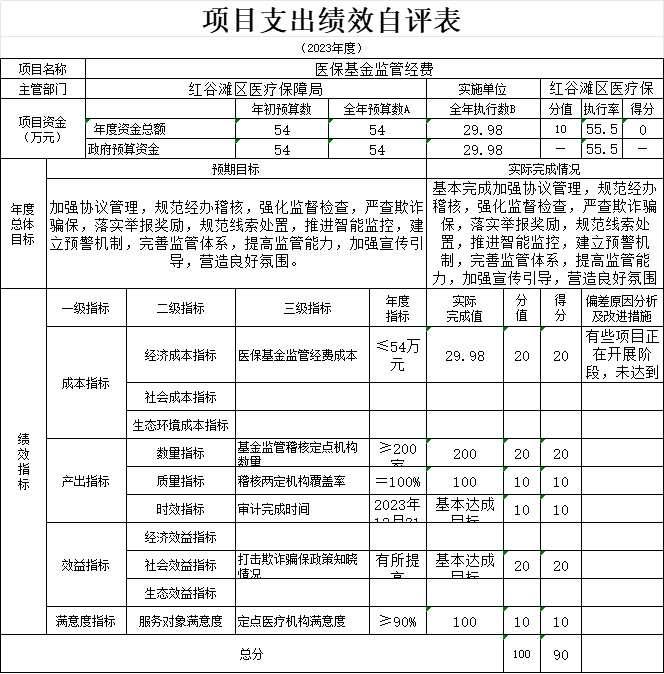 项目支出绩效自评表
（2023年度）
项目名称 医保基金监管经费
主管部门 红谷滩区医疗保障局 实施单位 红谷滩区医疗保
项目资金（万元） 年初预算数 全年预算数A 全年执行数B 分值 执行率 得分
年度资金总额 54 54 29.98 10 55.5 0
政府预算资金 54 54 29.98 － 55.5 －
年度总体目标 预期目标 实际完成情况
加强协议管理，规范经办稽核，强化监督检查，严查欺诈
骗保，落实举报奖励，规范线索处置，推进智能监控，建
立预警机制，完善监管体系，提高监管能力，加强宣传引
导，营造良好氛围。
基本完成加强协议管理，规范经办
稽核，强化监督检查，严查欺诈骗
保，落实举报奖励，规范线索处
置，推进智能监控，建立预警机
制，完善监管体系，提高监管能
力，加强宣传引导，营造良好氛围
绩效指标 一级指标 二级指标 三级指标 年度指标 实际完成值 分值 得分 偏差原因分析及改进措施
成本指标 经济成本指标 医保基金监管经费成本 ≤54万元 29.98 20 20 有些项目正在开展阶段，未达到
社会成本指标
生态环境成本指标
产出指标 数量指标 基金监管稽核定点机构数量 ≥200家 200 20 20
质量指标 稽核两定机构覆盖率 ＝100% 100 10 10
时效指标 审计完成时间 2023年12月31 基本达成目标 10 10
效益指标 经济效益指标
社会效益指标 打击欺诈骗保政策知晓情况 有所提高 基本达成目标 20 20
生态效益指标
满意度指标 服务对象满意度 定点医疗机构满意度 ≥90% 100 10 10
总分 100 90